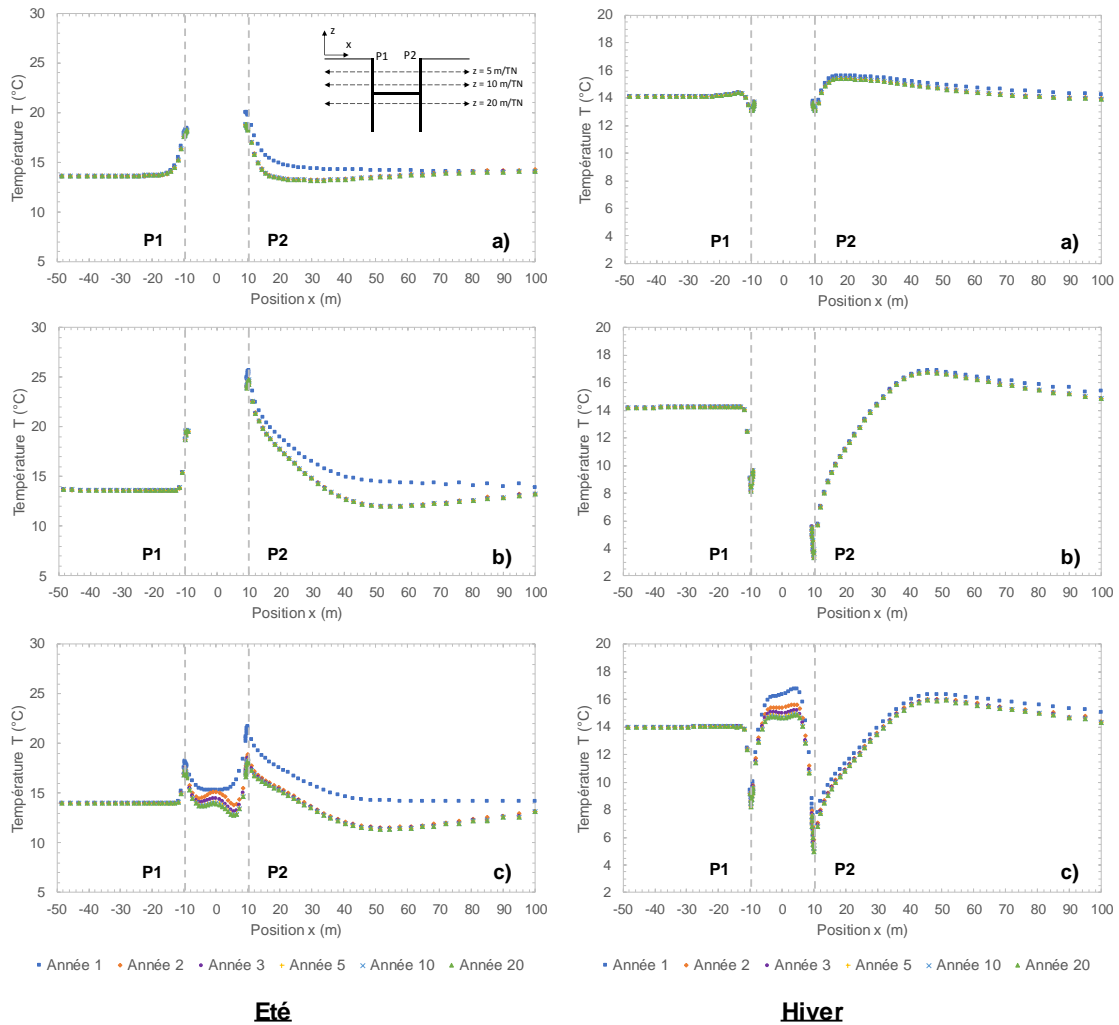 Température T (°C)
30
25
20
15
10
5
z
x
P1
P2
z = 5 m/TN
z = 10 m/TN
z = 20 m/TN
P1
P2
a)
-50 -40 -30 -20 -10 0 10 20 30 40 50 60 70 80 90 100
Position x (m)
Température T (°C)
20
18
16
14
12
10
8
6
4
2
P1
P2
a)
-50 -40 -30 -20 -10 0 10 20 30 40 50 60 70 80 90 100
Position x (m)
Température T (°C)
30
25
20
15
10
5
P1
P2
b)
-50 -40 -30 -20 -10 0 10 20 30 40 50 60 70 80 90 100
Position x (m)
Température T (°C)
20
18
16
14
12
10
8
6
4
2
P1
P2
b)
-50 -40 -30 -20 -10 0 10 20 30 40 50 60 70 80 90 100
Position x (m)
Température T (°C)
30
25
20
15
10
5
P1
P2
c)
-50 -40 -30 -20 -10 0 10 20 30 40 50 60 70 80 90 100
Position x (m)
Année 1 Année 2 Année 3 Année 5 Année 10 Année 20
Eté
Température T (°C)
20
18
16
14
12
10
8
6
4
2
P1
P2
c)
-50 -40 -30 -20 -10 0 10 20 30 40 50 60 70 80 90 100
Position x (m)
Année 1 Année 2 Année 3 Année 5 Année 10 Année 20
Hiver